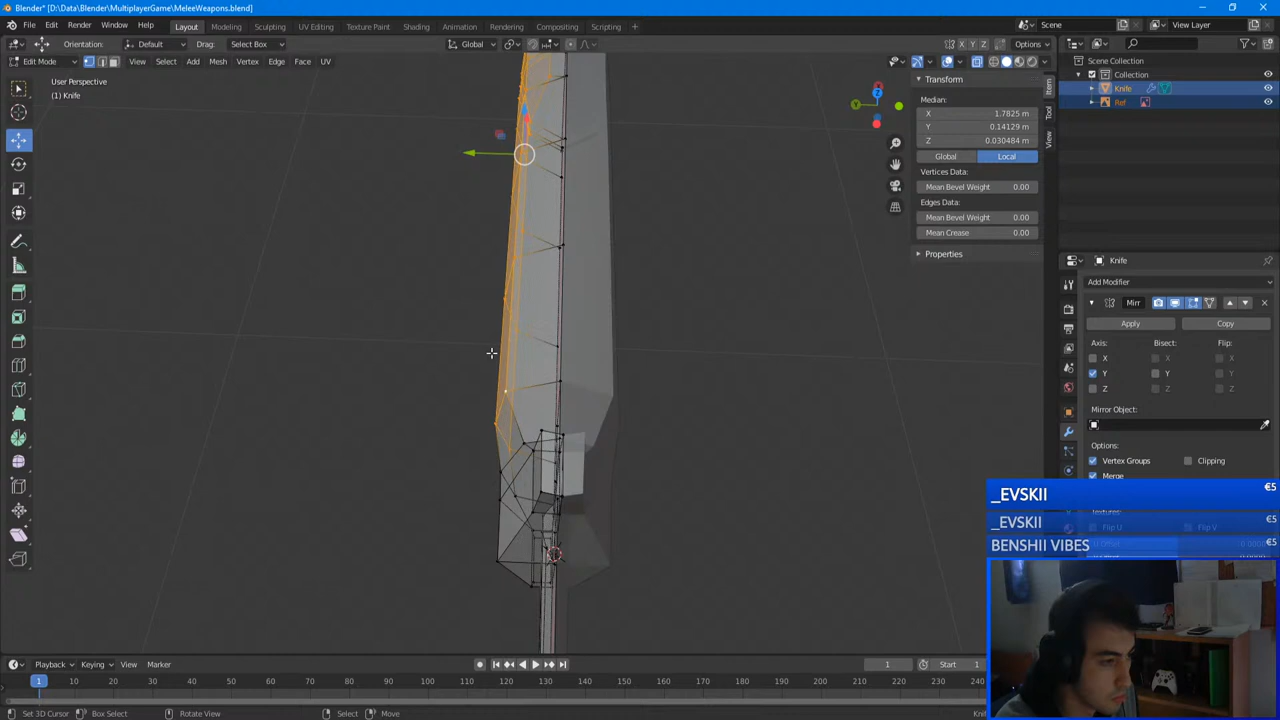 Blender* [D:\Data\Blender\MultiplayerGame\MeleeWeapons.blend]
File Edit Render Window Help Layout Modeling Sculpting UV Editing Texture Paint Shading Animation Rendering Compositing Scripting + Scene View Layer
Orientation: Default Drag: Select Box Global X Y Z Options
Edit Mode View Select Add Mesh Vertex Edge Face UV
User Perspective
(1) Knife
Transform
Median:
X 1.7825 m
Y 0.14129 m
Z 0.030484 m
Global Local
Vertices Data:
Mean Bevel Weight 0.00
Edges Data:
Mean Bevel Weight 0.00
Mean Crease 0.00
Properties
Item
Tool
View
Z
Y
Scene Collection
Collection
Knife
Ref
Knife
Add Modifier
Mirr
Apply Copy
Axis: Bisect: Flip:
X X X
Y Y Y
Z Z Z
Mirror Object:
Options:
Vertex Groups Clipping
Merge
_EVSKII €5
_EVSKII €5
BENSHII VIBES €5
Playback Keying View Marker 1 Start 1
1 10 20 30 40 50 60 70 80 90 100 110 120 130 140 150 160 170 180 190 200 210 220 230 240
Set 3D Cursor Box Select Rotate View Select Move